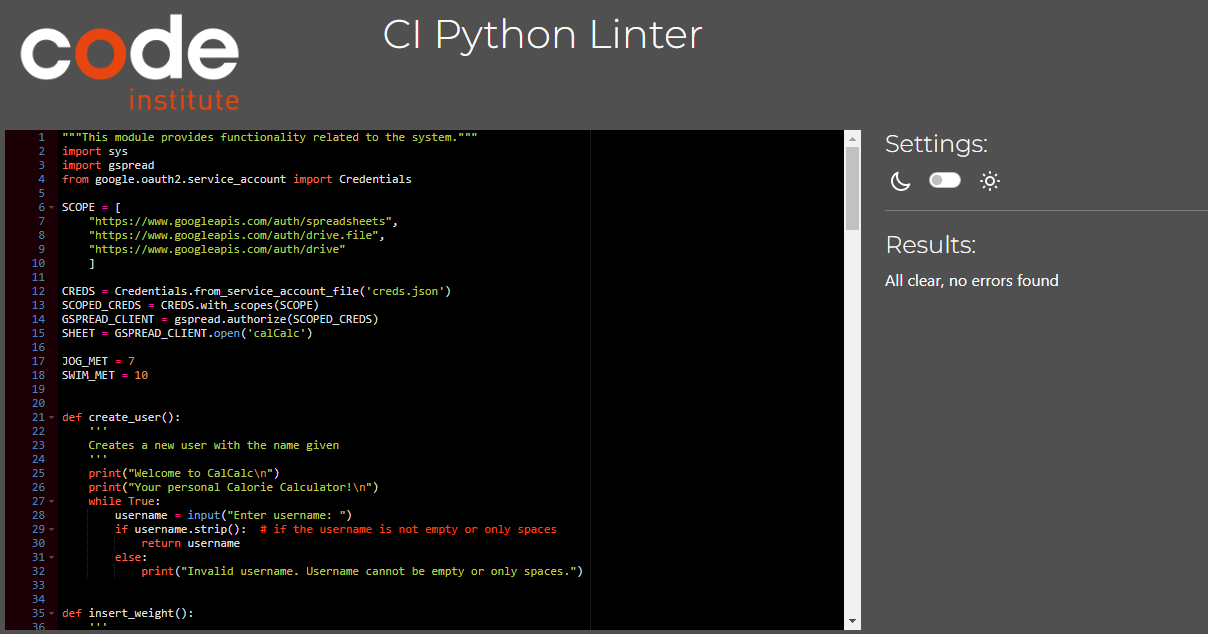 code
institute
CI Python Linter
1 """This module provides functionality related to the system."""
2 import sys
3 import gspread
4 from google.oauth2.service_account import Credentials
5
6 SCOPE = [
7     "https://www.googleapis.com/auth/spreadsheets",
8     "https://www.googleapis.com/auth/drive.file",
9     "https://www.googleapis.com/auth/drive"
10     ]
11
12 CREDS = Credentials.from_service_account_file('creds.json')
13 SCOPED_CREDS = CREDS.with_scopes(SCOPE)
14 GSPREAD_CLIENT = gspread.authorize(SCOPED_CREDS)
15 SHEET = GSPREAD_CLIENT.open('calCalc')
16
17 JOG_MET = 7
18 SWIM_MET = 10
19
20
21 def create_user():
22     '''
23     Creates a new user with the name given
24     '''
25     print("Welcome to CalCalc\n")
26     print("Your personal Calorie Calculator!\n")
27     while True:
28         username = input("Enter username: ")
29         if username.strip():  # if the username is not empty or only spaces
30             return username
31         else:
32             print("Invalid username. Username cannot be empty or only spaces.")
33
34
35 def insert_weight():
36     '''
Settings:
Results:
All clear, no errors found